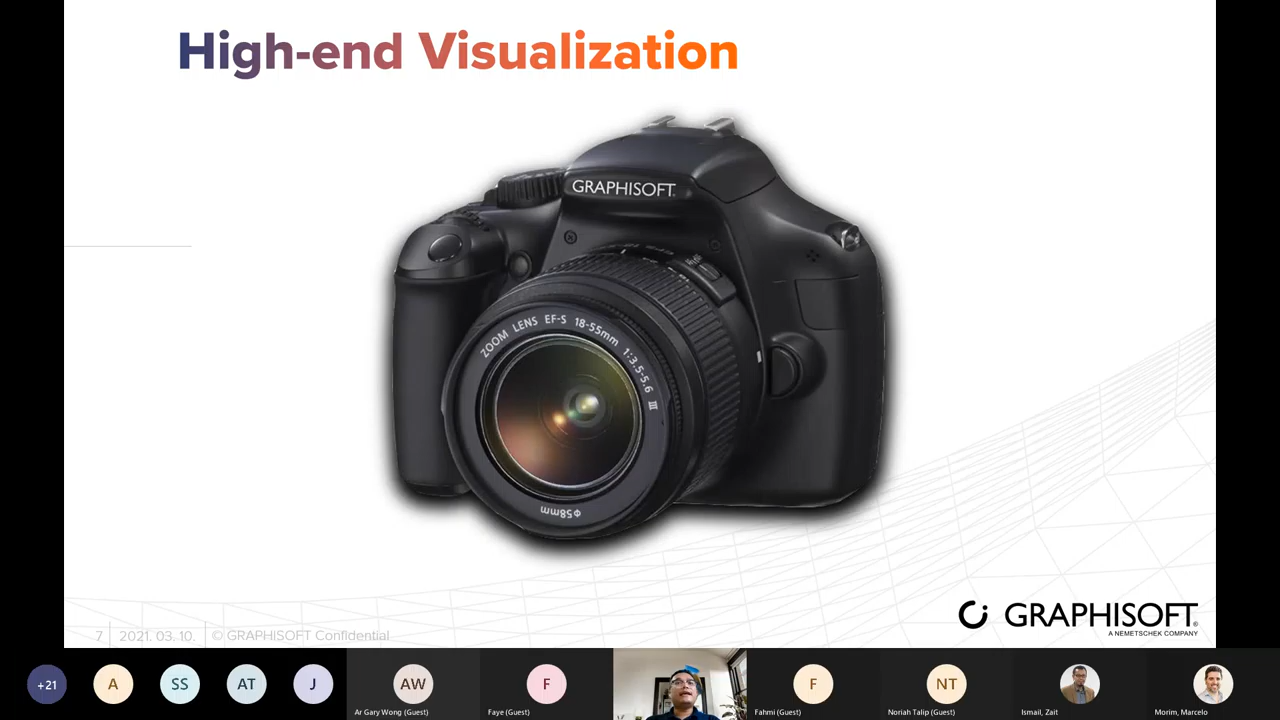 High-end Visualization
GRAPHISOFT
ZOOM LENS EF-S 18-55mm 1:3.5-5.6 III
φ58mm
GRAPHISOFT®
A NEMETSCHEK COMPANY
7 2021. 03. 10. © GRAPHISOFT Confidential
+21
A
SS
AT
J
AW
Ar Gary Wong (Guest)
F
Faye (Guest)
F
Fahmi (Guest)
NT
Noriah Talip (Guest)
Ismail, Zait
Morim, Marcelo